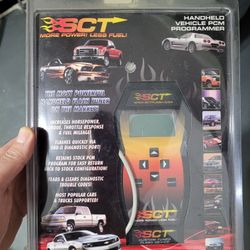 SCT
MORE POWER! LESS FUEL!
HANDHELD
VEHICLE PCM
PROGRAMMER
THE MOST POWERFUL
HANDHELD FLASH TUNER
ON THE MARKET!
INCREASES HORSEPOWER,
TORQUE, THROTTLE RESPONSE
& FUEL MILEAGE!
FLASHES QUICKLY VIA
OBD-II DIAGNOSTIC PORT!
RETAINS STOCK PCM
PROGRAM FOR EASY RETURN
BACK TO STOCK CONFIGURATION!
READS & CLEARS DIAGNOSTIC
TROUBLE CODES!
MOST POPULAR CARS
& TRUCKS SUPPORTED!
SCT
SCT